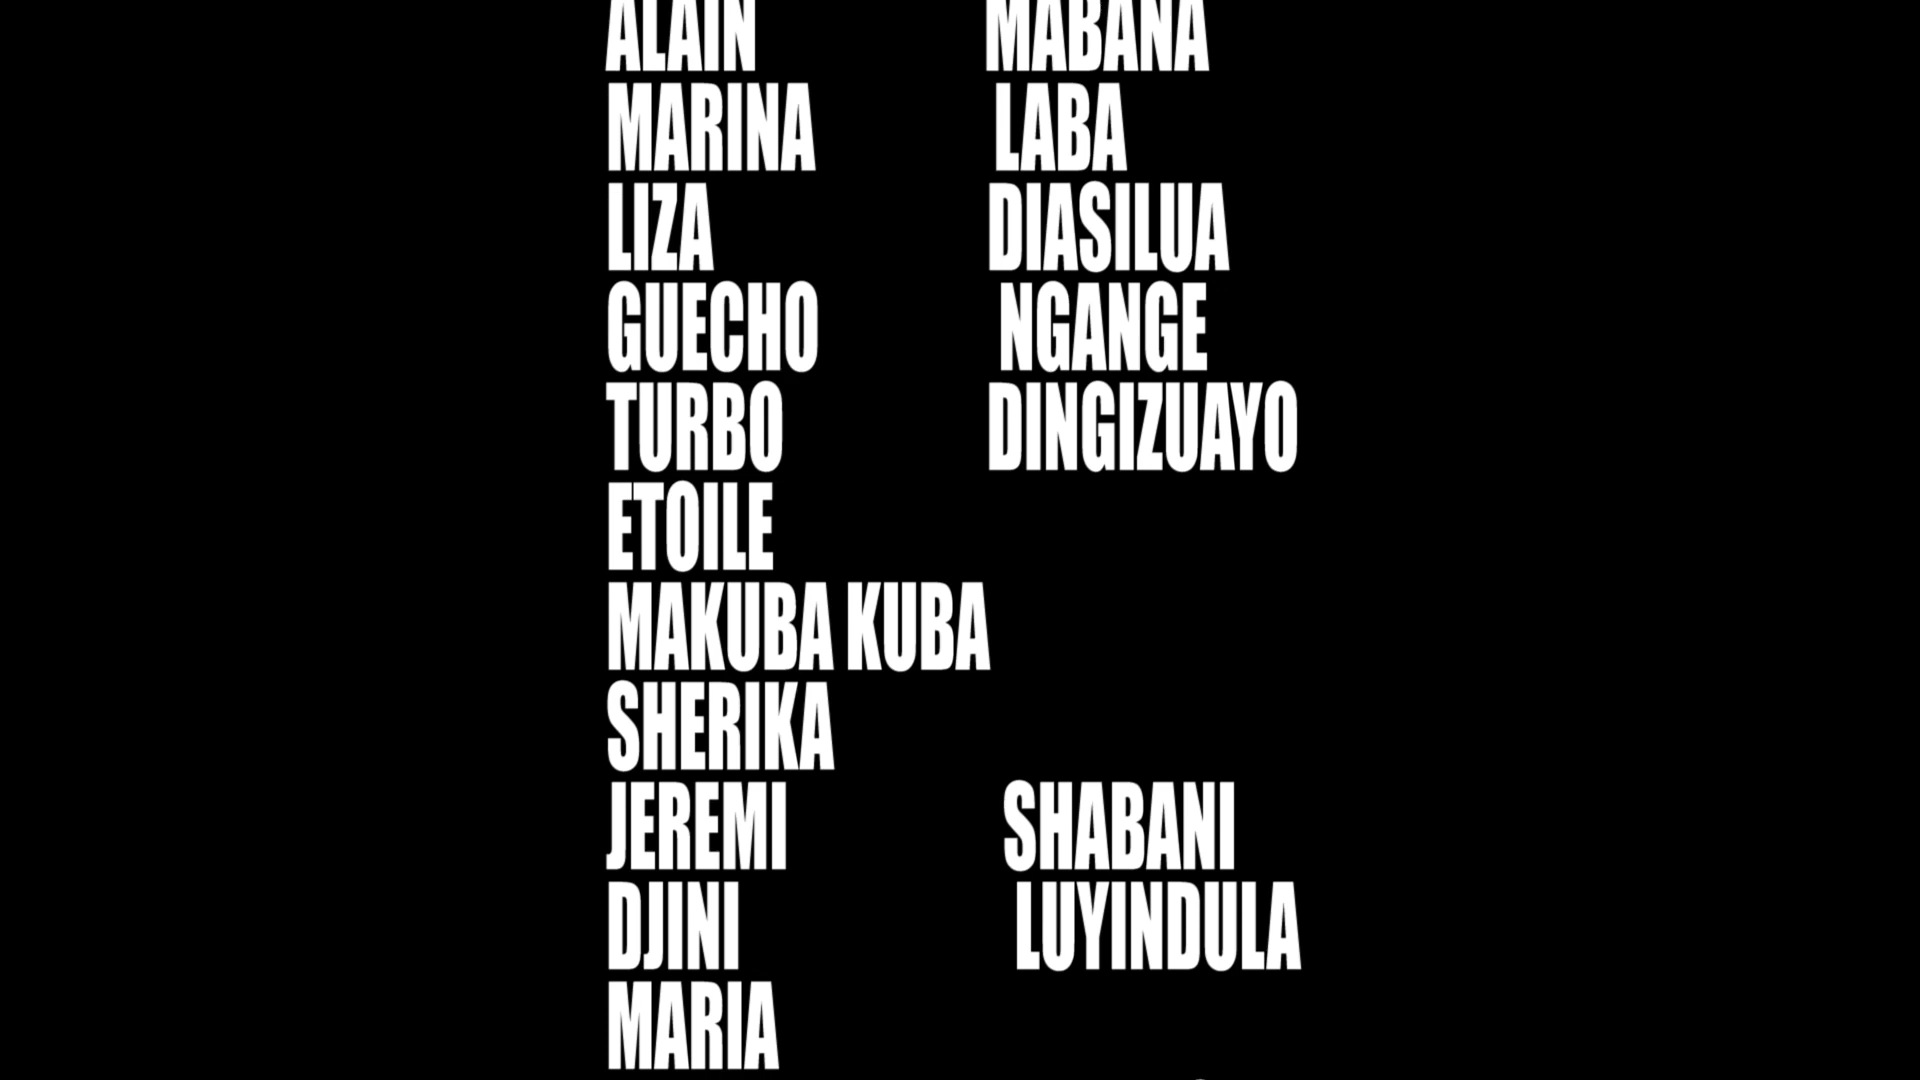 ALAIN MABANA
MARINA LABA
LIZA DIASILUA
GUECHO NGANGE
TURBO DINGIZUAYO
ETOILE
MAKUBA KUBA
SHERIKA
JEREMI SHABANI
DJINI LUYINDULA
MARIA